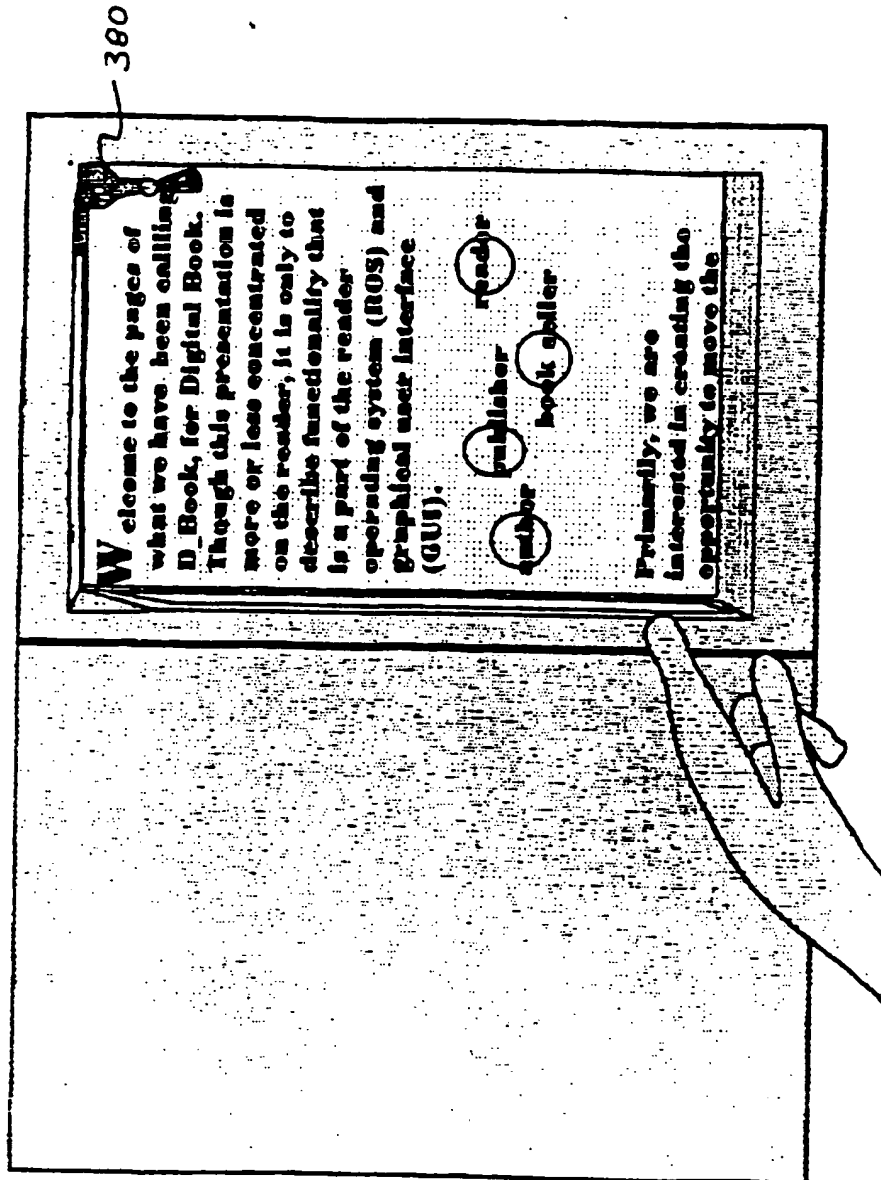 380
Welcome to the pages of
what we have been callling
D_Book, for Digital Book.
Though this presentation is
more or less concentrated
on the reader, it is only to
describe functionality that
is a part of the reader
operating system (ROS) and
graphical user interface
(GUI).
author publisher book seller reader
Primarily, we are
interested in creating the
opportunity to move the